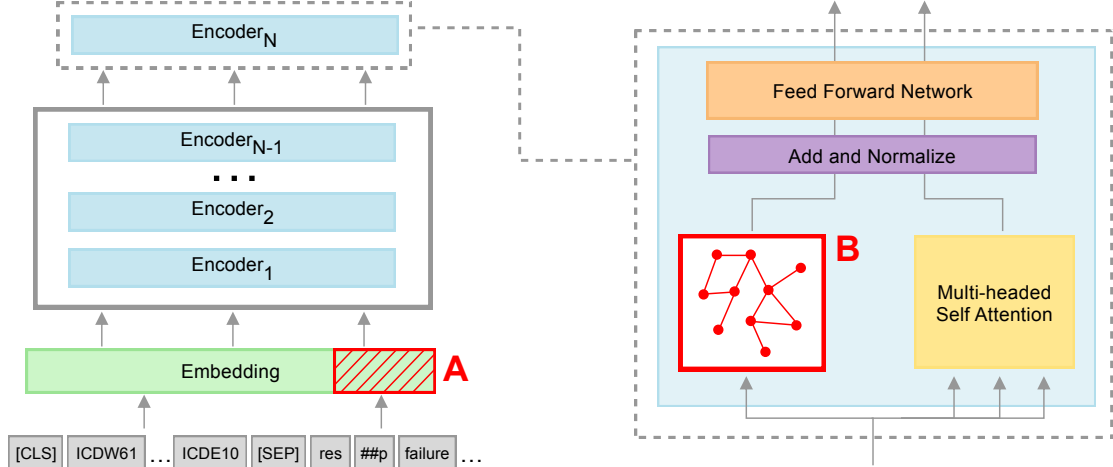 Encoder_N
Encoder_N-1
...
Encoder_2
Encoder_1
Embedding
A
[CLS] ICDW61 ... ICDE10 [SEP] res ##p failure ...
Feed Forward Network
Add and Normalize
B
Multi-headed
Self Attention